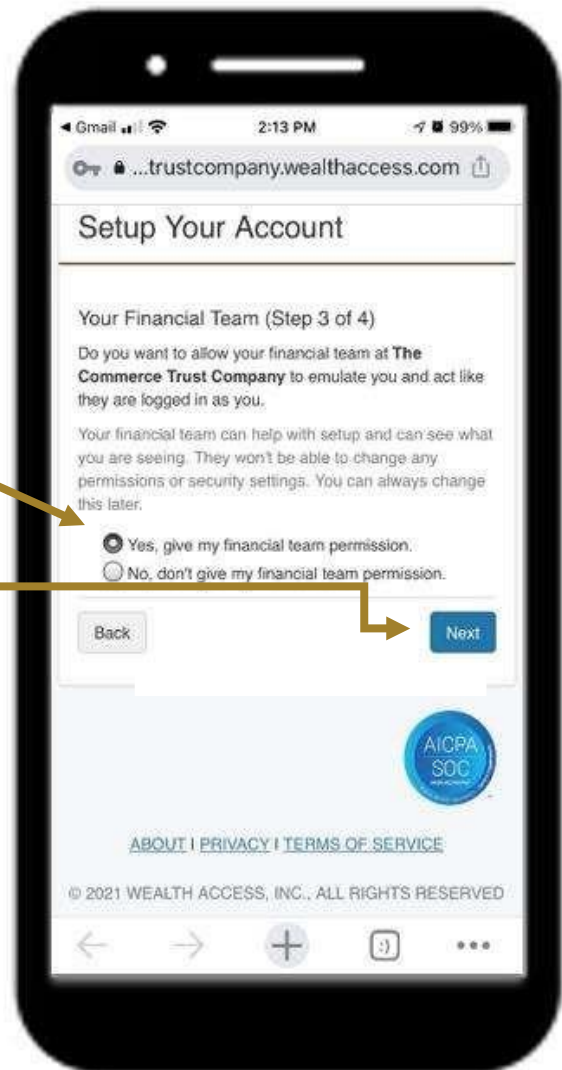 Gmail 2:13 PM 99%
...trustcompany.wealthaccess.com
Setup Your Account
Your Financial Team (Step 3 of 4)
Do you want to allow your financial team at The
Commerce Trust Company to emulate you and act like
they are logged in as you.
Your financial team can help with setup and can see what
you are seeing. They won't be able to change any
permissions or security settings. You can always change
this later.
Yes, give my financial team permission.
No, don't give my financial team permission.
Back Next
AICPA
SOC
ABOUT | PRIVACY | TERMS OF SERVICE
© 2021 WEALTH ACCESS, INC., ALL RIGHTS RESERVED
:)